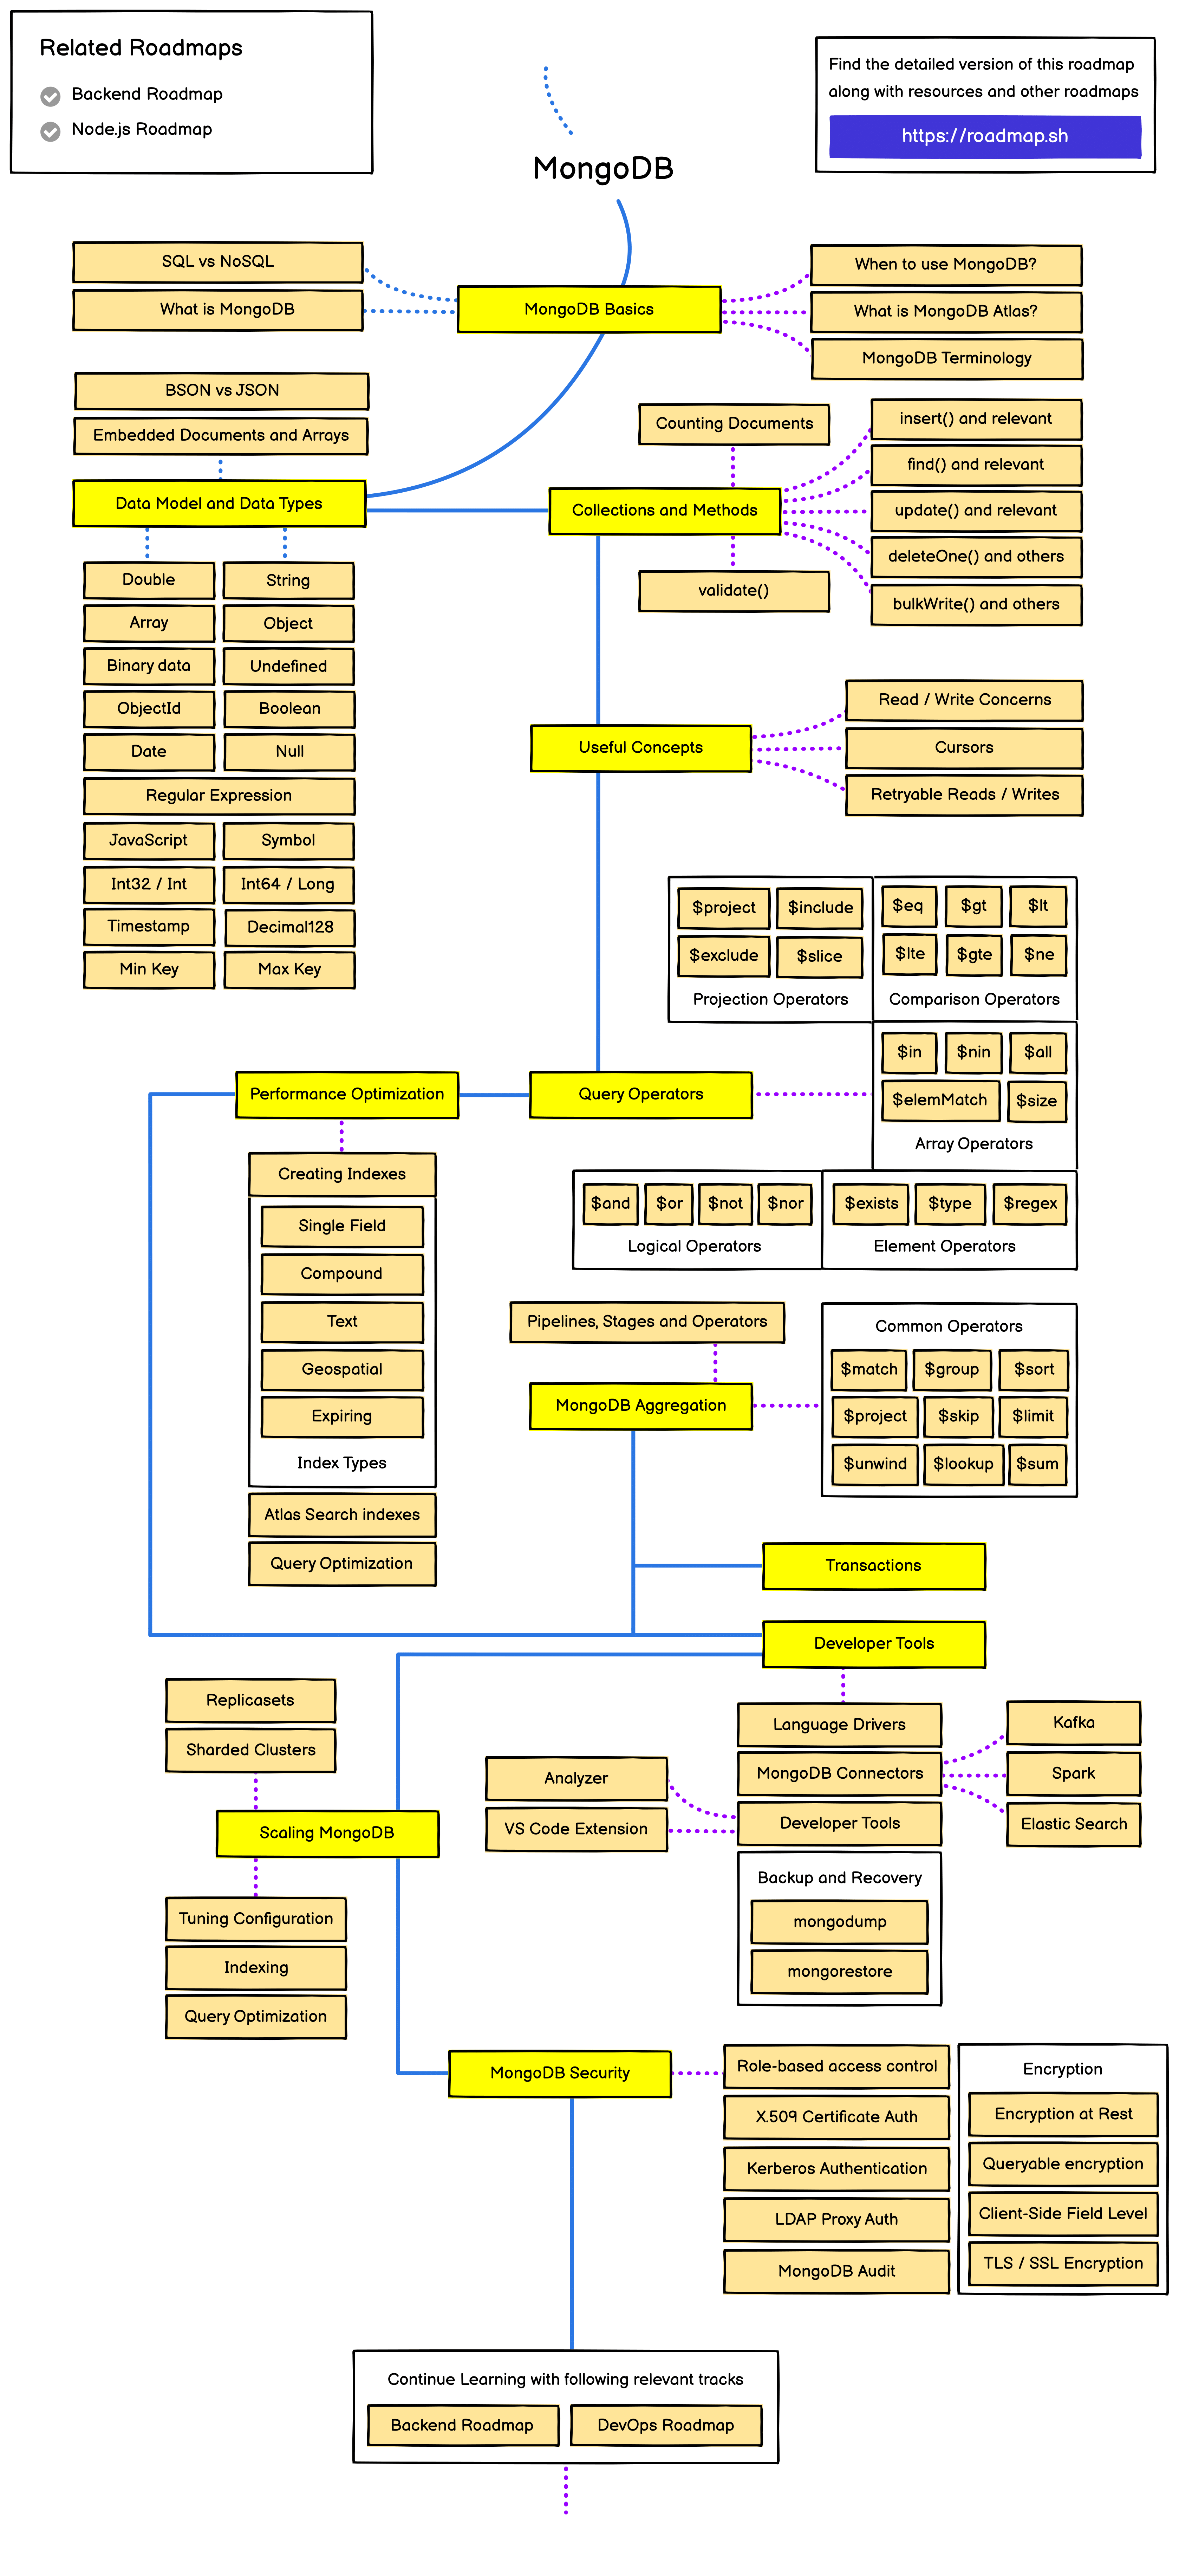 Related Roadmaps
Backend Roadmap
Node.js Roadmap
Find the detailed version of this roadmap
along with resources and other roadmaps
https://roadmap.sh
MongoDB
SQL vs NoSQL
What is MongoDB
MongoDB Basics
When to use MongoDB?
What is MongoDB Atlas?
MongoDB Terminology
BSON vs JSON
Embedded Documents and Arrays
Data Model and Data Types
Double
String
Array
Object
Binary data
Undefined
ObjectId
Boolean
Date
Null
Regular Expression
JavaScript
Symbol
Int32 / Int
Int64 / Long
Timestamp
Decimal128
Min Key
Max Key
Counting Documents
Collections and Methods
validate()
insert() and relevant
find() and relevant
update() and relevant
deleteOne() and others
bulkWrite() and others
Useful Concepts
Read / Write Concerns
Cursors
Retryable Reads / Writes
$project
$include
$exclude
$slice
Projection Operators
$eq
$gt
$lt
$lte
$gte
$ne
Comparison Operators
$in
$nin
$all
$elemMatch
$size
Array Operators
Query Operators
$and
$or
$not
$nor
Logical Operators
$exists
$type
$regex
Element Operators
Performance Optimization
Creating Indexes
Single Field
Compound
Text
Geospatial
Expiring
Index Types
Atlas Search indexes
Query Optimization
Pipelines, Stages and Operators
MongoDB Aggregation
Common Operators
$match
$group
$sort
$project
$skip
$limit
$unwind
$lookup
$sum
Transactions
Developer Tools
Language Drivers
MongoDB Connectors
Developer Tools
Kafka
Spark
Elastic Search
Analyzer
VS Code Extension
Backup and Recovery
mongodump
mongorestore
Replicasets
Sharded Clusters
Scaling MongoDB
Tuning Configuration
Indexing
Query Optimization
MongoDB Security
Role-based access control
X.509 Certificate Auth
Kerberos Authentication
LDAP Proxy Auth
MongoDB Audit
Encryption
Encryption at Rest
Queryable encryption
Client-Side Field Level
TLS / SSL Encryption
Continue Learning with following relevant tracks
Backend Roadmap
DevOps Roadmap